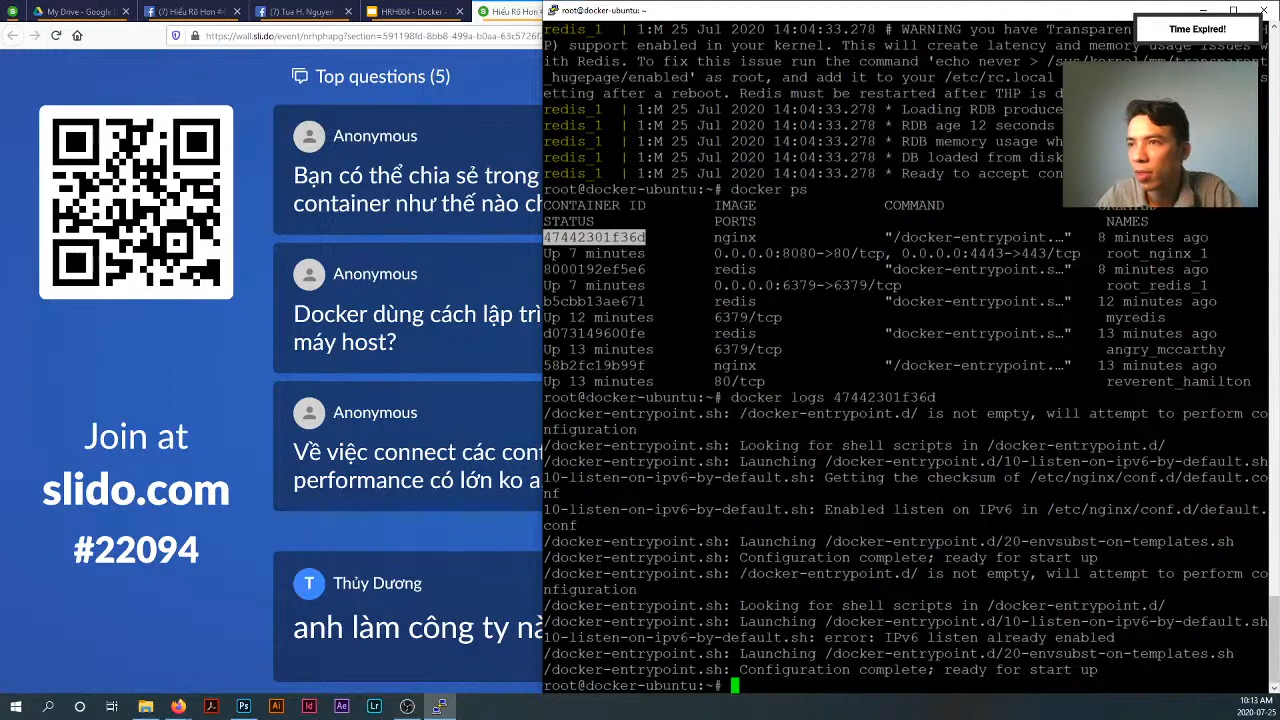 My Drive - Google
Hiểu Rõ Hơn #
Tua H. Nguyen
HRH004 - Docker -
Hiểu Rõ Hơn
https://wall.sli.do/event/nrhphapg?section=591198fd-8bb8-499a-b0aa-63c5726f
Top questions (5)
Anonymous
Bạn có thể chia sẻ trong
container như thế nào
Anonymous
Docker dùng cách lập
máy host?
Anonymous
Về việc connect các
performance có lớn ko
Join at
slido.com
#22094
T
Thùy Dương
anh làm công ty
root@docker-ubuntu: ~
Time Expired!
redis_1 | 1:M 25 Jul 2020 14:04:33.278 # WARNING you have
P) support enabled in your kernel. This will create latency and memory usage issues
ith Redis. To fix this issue run the command 'echo never > /sys/kernel/mm/
_hugepage/enabled' as root, and add it to your /etc/rc.local
etting after a reboot. Redis must be restarted after THP is
redis_1 | 1:M 25 Jul 2020 14:04:33.278 * Loading RDB
redis_1 | 1:M 25 Jul 2020 14:04:33.278 * RDB age 12 seconds
redis_1 | 1:M 25 Jul 2020 14:04:33.278 * RDB memory usage
redis_1 | 1:M 25 Jul 2020 14:04:33.278 * DB loaded from disk
redis_1 | 1:M 25 Jul 2020 14:04:33.278 * Ready to accept
root@docker-ubuntu:~# docker ps
CONTAINER ID IMAGE COMMAND
STATUS PORTS NAMES
47442301f36d nginx "/docker-entrypoint.…" 8 minutes ago
Up 7 minutes 0.0.0.0:8080->80/tcp, 0.0.0.0:4443->443/tcp root_nginx_1
8000192ef5e6 redis "docker-entrypoint.s…" 8 minutes ago
Up 7 minutes 0.0.0.0:6379->6379/tcp root_redis_1
b5cbb13ae671 redis "docker-entrypoint.s…" 12 minutes ago
Up 12 minutes 6379/tcp myredis
d073149600fe redis "docker-entrypoint.s…" 13 minutes ago
Up 13 minutes 6379/tcp angry_mccarthy
58b2fc19b99f nginx "/docker-entrypoint.…" 13 minutes ago
Up 13 minutes 80/tcp reverent_hamilton
root@docker-ubuntu:~# docker logs 47442301f36d
/docker-entrypoint.sh: /docker-entrypoint.d/ is not empty, will attempt to perform co
nfiguration
/docker-entrypoint.sh: Looking for shell scripts in /docker-entrypoint.d/
/docker-entrypoint.sh: Launching /docker-entrypoint.d/10-listen-on-ipv6-by-default.sh
10-listen-on-ipv6-by-default.sh: Getting the checksum of /etc/nginx/conf.d/default.co
nf
10-listen-on-ipv6-by-default.sh: Enabled listen on IPv6 in /etc/nginx/conf.d/default.
conf
/docker-entrypoint.sh: Launching /docker-entrypoint.d/20-envsubst-on-templates.sh
/docker-entrypoint.sh: Configuration complete; ready for start up
/docker-entrypoint.sh: /docker-entrypoint.d/ is not empty, will attempt to perform co
nfiguration
/docker-entrypoint.sh: Looking for shell scripts in /docker-entrypoint.d/
/docker-entrypoint.sh: Launching /docker-entrypoint.d/10-listen-on-ipv6-by-default.sh
10-listen-on-ipv6-by-default.sh: error: IPv6 listen already enabled
/docker-entrypoint.sh: Launching /docker-entrypoint.d/20-envsubst-on-templates.sh
/docker-entrypoint.sh: Configuration complete; ready for start up
root@docker-ubuntu:~#
10:13 AM
2020-07-25